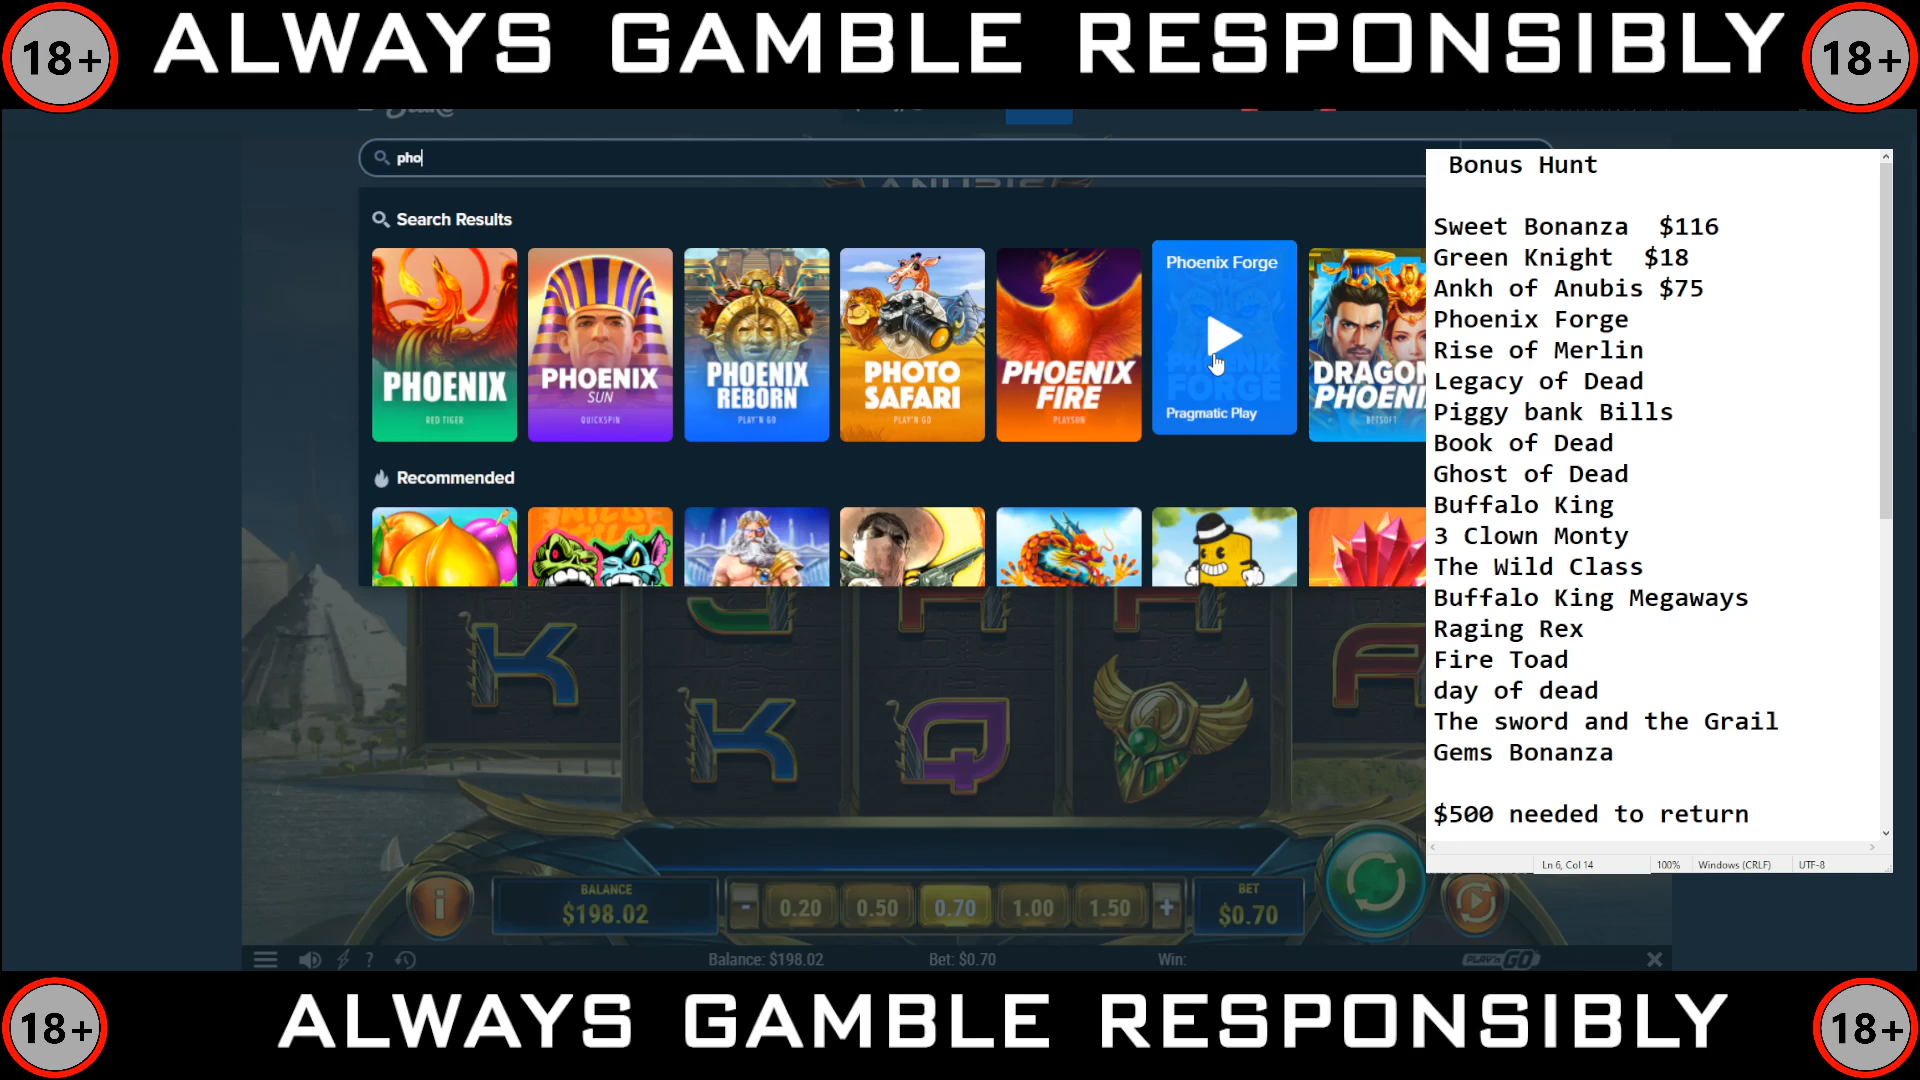 18+ ALWAYS GAMBLE RESPONSIBLY 18+
pho
Search Results
PHOENIX
RED TIGER
PHOENIX
SUN
QUICKSPIN
PHOENIX
REBORN
PLAY'N GO
PHOTO
SAFARI
PLAY'N GO
PHOENIX
FIRE
PLAYSON
Phoenix Forge
PHOENIX
FORGE
Pragmatic Play
DRAGON
PHOENIX
BETSOFT
Recommended
Bonus Hunt
Sweet Bonanza $116
Green Knight $18
Ankh of Anubis $75
Phoenix Forge
Rise of Merlin
Legacy of Dead
Piggy bank Bills
Book of Dead
Ghost of Dead
Buffalo King
3 Clown Monty
The Wild Class
Buffalo King Megaways
Raging Rex
Fire Toad
day of dead
The sword and the Grail
Gems Bonanza
$500 needed to return
Ln 6, Col 14 100% Windows (CRLF) UTF-8
K J A A A
K Q
BALANCE
$198.02
- 0.20 0.50 0.70 1.00 1.50 +
BET
$0.70
? Balance: $198.02 Bet: $0.70 Win: PLAY'n GO
18+ ALWAYS GAMBLE RESPONSIBLY 18+